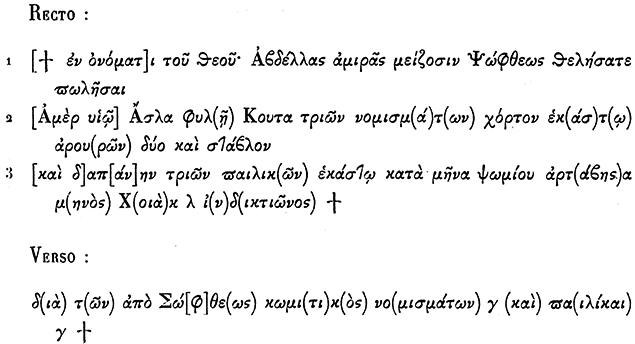 RECTO :
1 [† ἐν ὀνόματ]ι τοῦ θεοῦ· Ἀβδέλλας ἀμιρᾶς μείζοσιν Ψώφθεως θελήσατε
πωλῆσαι
2 [Ἀμὲρ υἱῷ] Ἄσλα φυλ(ῇ) Κουτα τριῶν νομισμ(ά)τ(ων) χόρτον ἑκ(άσ)τ(ῳ)
ἀρου(ρῶν) δύο καὶ στάβλον
3 [καὶ δ]απ[άν]ην τριῶν παιλικ(ῶν) ἑκάστῳ κατὰ μῆνα ψωμίου ἀρτ(άβης)α
μ(ηνὸς) Χ(οιὰ)κ λ ἰ(ν)δ(ικτιῶνος) †
VERSO :
δ(ιὰ) τ(ῶν) ἀπὸ Σώ[φ]θε(ως) κωμι(τι)κ(ὸς) νο(μισμάτων) γ (καὶ) πα(ιλίκαι)
γ †